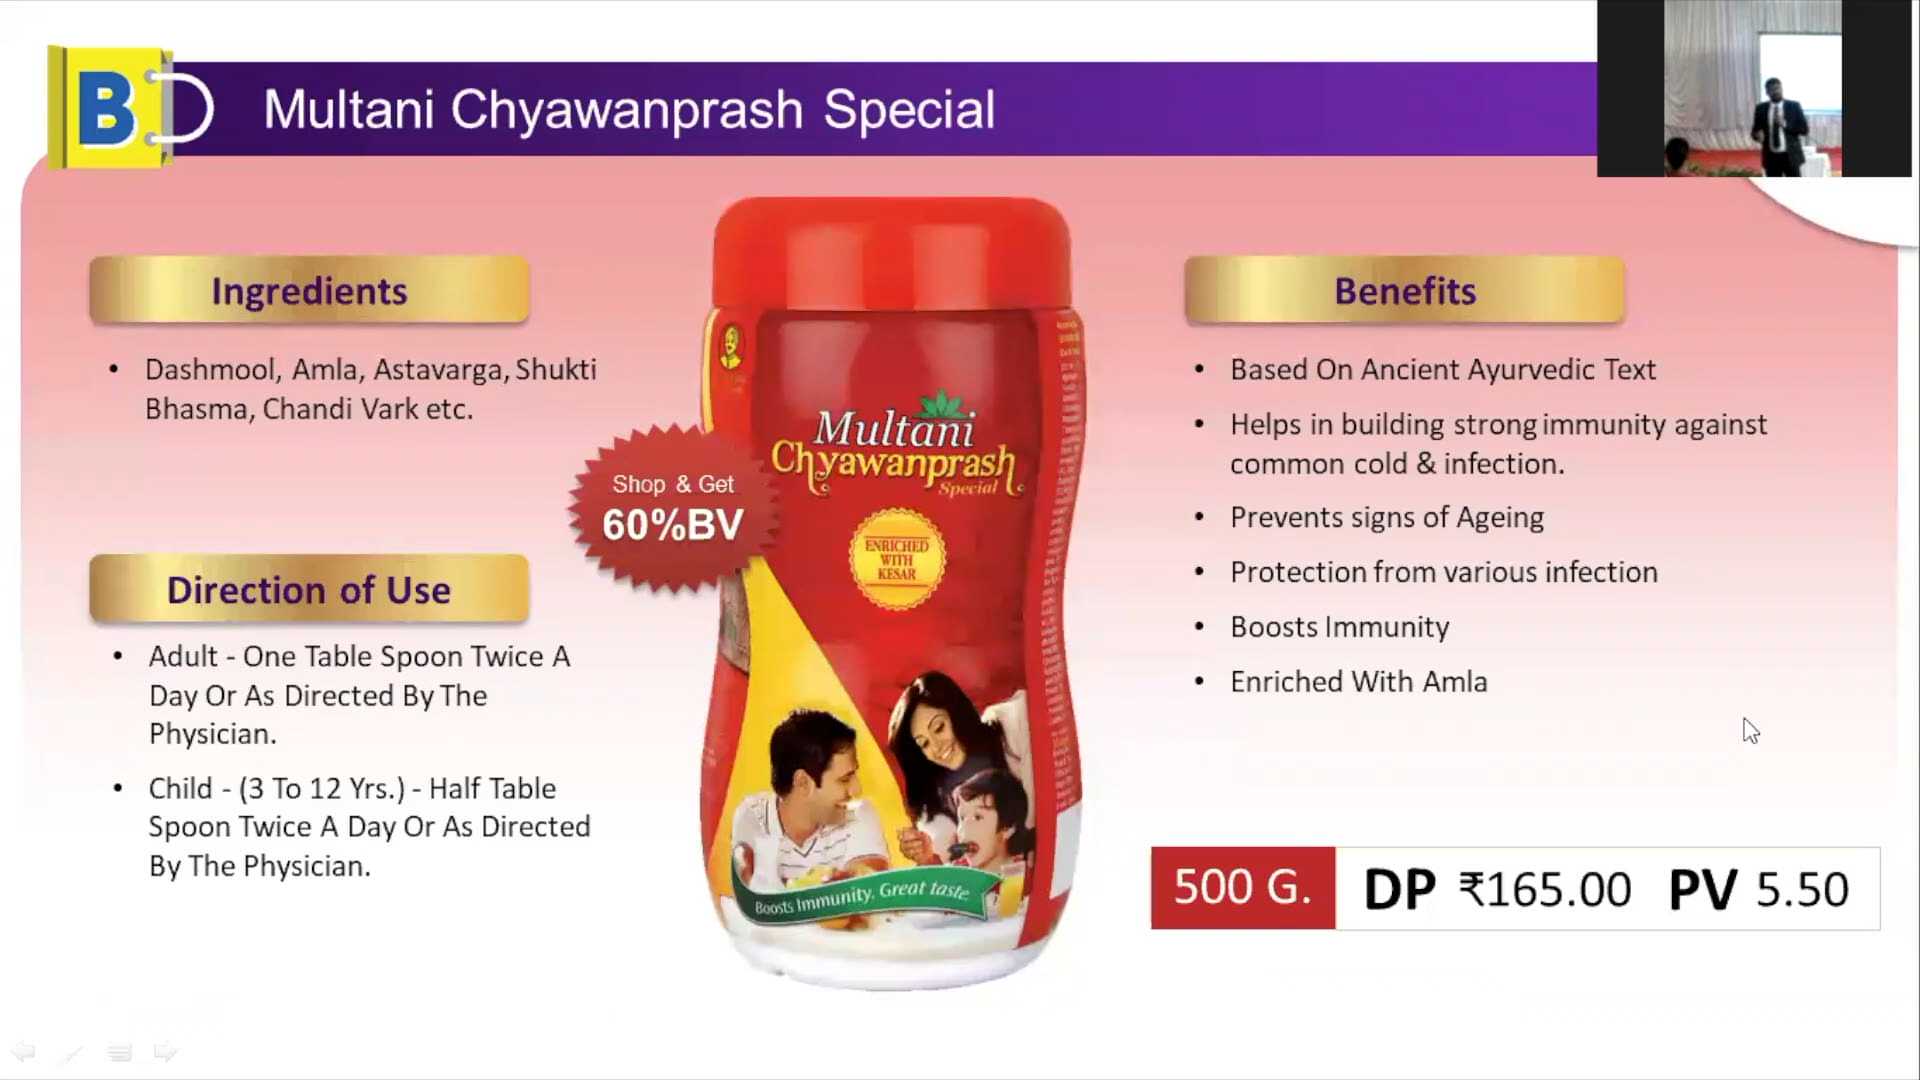 B
Multani Chyawanprash Special
Ingredients
• Dashmool, Amla, Astavarga, Shukti
Bhasma, Chandi Vark etc.
Direction of Use
• Adult - One Table Spoon Twice A
Day Or As Directed By The
Physician.
• Child - (3 To 12 Yrs.) - Half Table
Spoon Twice A Day Or As Directed
By The Physician.
Shop & Get
60%BV
Multani
Chyawanprash
Special
ENRICHED
WITH
KESAR
Boosts Immunity, Great taste.
Benefits
• Based On Ancient Ayurvedic Text
• Helps in building strong immunity against
common cold & infection.
• Prevents signs of Ageing
• Protection from various infection
• Boosts Immunity
• Enriched With Amla
500 G. DP ₹165.00 PV 5.50